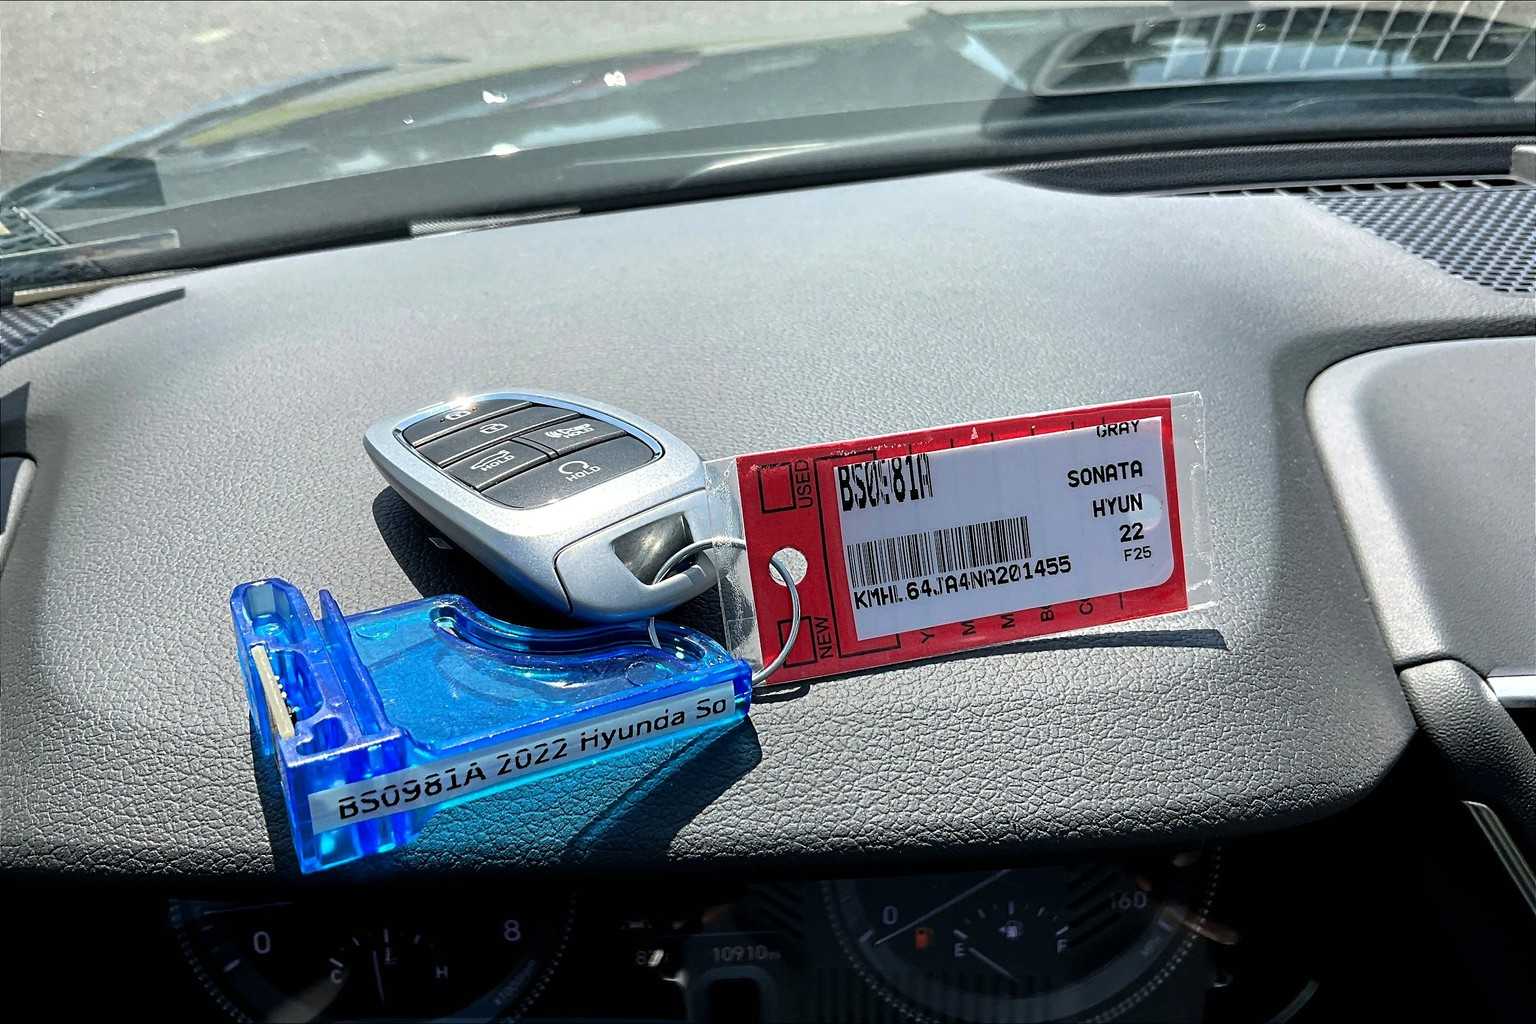 HOLD
HOLD
HOLD
USED
NEW
GRAY
BS0981A
SONATA
HYUN
22
F25
KMHL64JA4NA201455
Y
M
M
BS0981A 2022 Hyunda So
0
8
C
H
10910
0
160
E
F